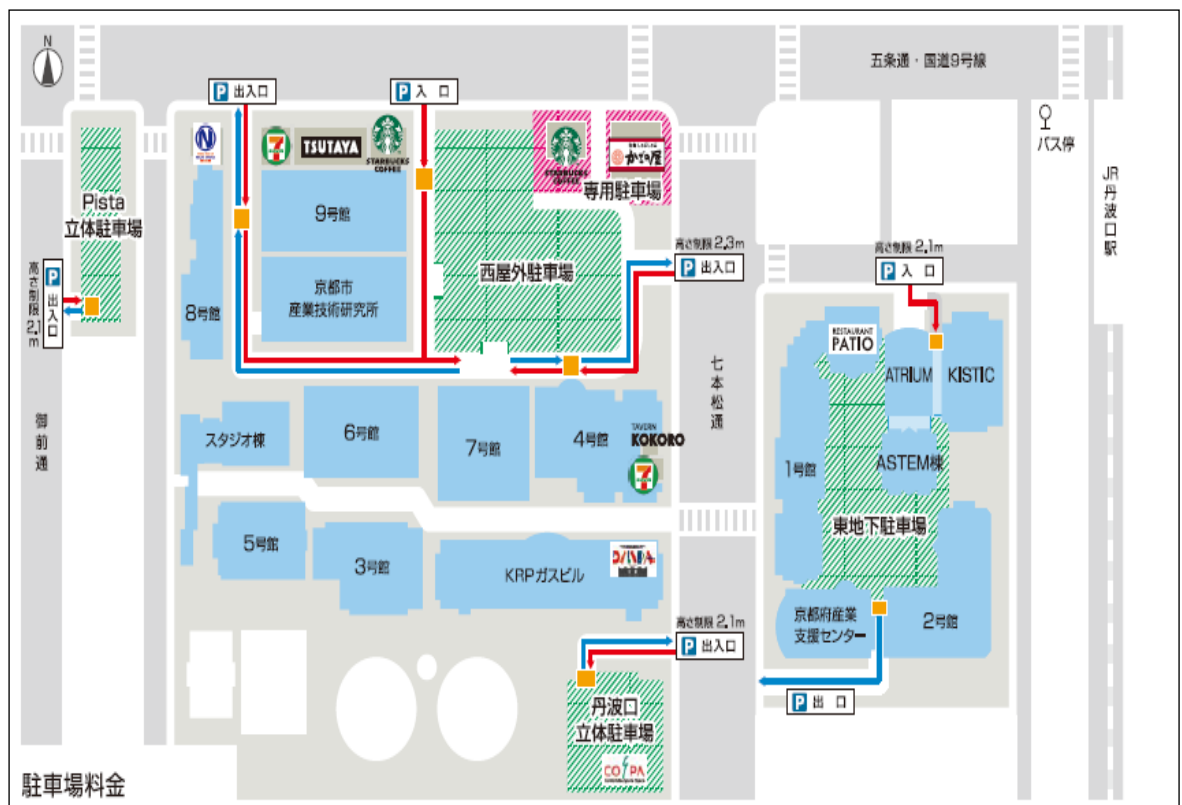 N
五条通・国道9号線
P 出入口
P 入 口
バス停
JR丹波口駅
7
TSUTAYA
STARBUCKS COFFEE
STARBUCKS COFFEE
かごの屋
専用駐車場
Pista
立体駐車場
9号館
高さ制限 2.3m
P 出入口
高さ制限 2.1m
P 入 口
西屋外駐車場
京都市
産業技術研究所
8号館
高さ制限 2.1m
P 出入口
RESTAURANT
PATIO
ATRIUM
KISTIC
七本松通
御前通
スタジオ棟
6号館
7号館
4号館
TAVERN
KOKORO
7
1号館
ASTEM棟
東地下駐車場
5号館
3号館
KRPガスビル
京都府産業
支援センター
2号館
高さ制限 2.1m
P 出入口
P 出 口
丹波口
立体駐車場
CO PA
駐車場料金